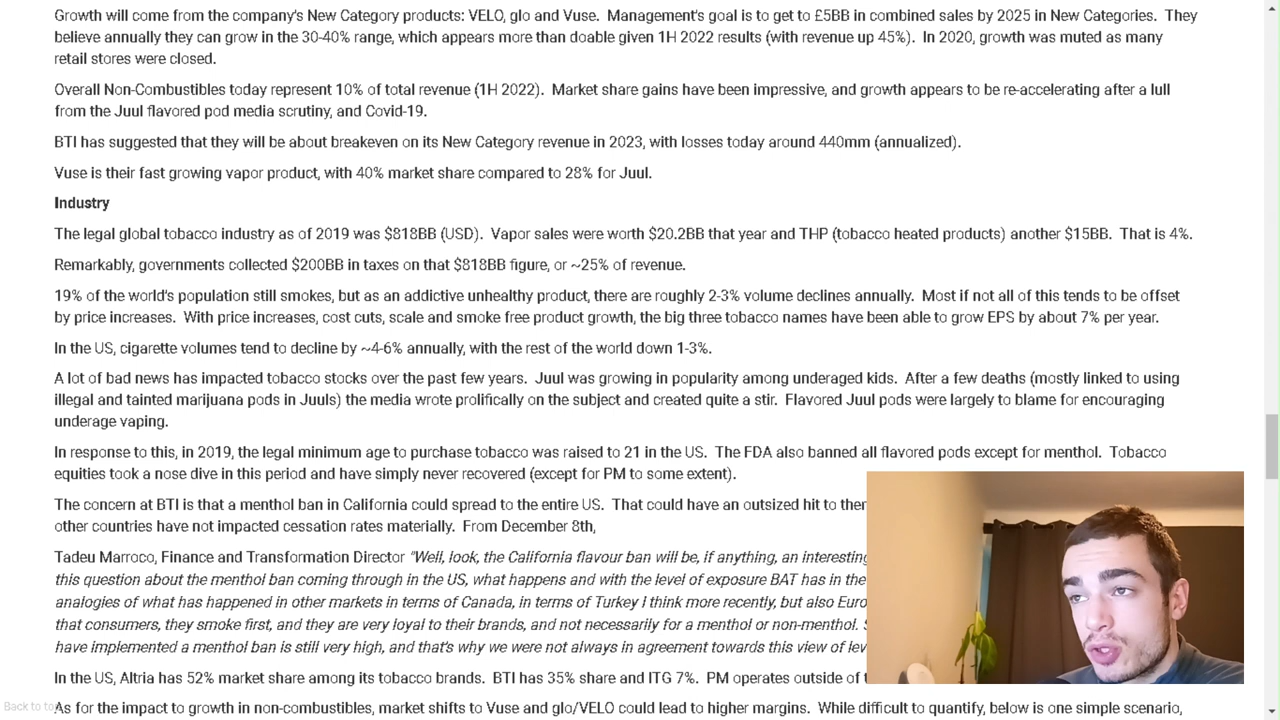 Growth will come from the company's New Category products: VELO, glo and Vuse. Management's goal is to get to £5BB in combined sales by 2025 in New Categories. They
believe annually they can grow in the 30-40% range, which appears more than doable given 1H 2022 results (with revenue up 45%). In 2020, growth was muted as many
retail stores were closed.
Overall Non-Combustibles today represent 10% of total revenue (1H 2022). Market share gains have been impressive, and growth appears to be re-accelerating after a lull
from the Juul flavored pod media scrutiny, and Covid-19.
BTI has suggested that they will be about breakeven on its New Category revenue in 2023, with losses today around 440mm (annualized).
Vuse is their fast growing vapor product, with 40% market share compared to 28% for Juul.
Industry
The legal global tobacco industry as of 2019 was $818BB (USD). Vapor sales were worth $20.2BB that year and THP (tobacco heated products) another $15BB. That is 4%.
Remarkably, governments collected $200BB in taxes on that $818BB figure, or ~25% of revenue.
19% of the world's population still smokes, but as an addictive unhealthy product, there are roughly 2-3% volume declines annually. Most if not all of this tends to be offset
by price increases. With price increases, cost cuts, scale and smoke free product growth, the big three tobacco names have been able to grow EPS by about 7% per year.
In the US, cigarette volumes tend to decline by ~4-6% annually, with the rest of the world down 1-3%.
A lot of bad news has impacted tobacco stocks over the past few years. Juul was growing in popularity among underaged kids. After a few deaths (mostly linked to using
illegal and tainted marijuana pods in Juuls) the media wrote prolifically on the subject and created quite a stir. Flavored Juul pods were largely to blame for encouraging
underage vaping.
In response to this, in 2019, the legal minimum age to purchase tobacco was raised to 21 in the US. The FDA also banned all flavored pods except for menthol. Tobacco
equities took a nose dive in this period and have simply never recovered (except for PM to some extent).
The concern at BTI is that a menthol ban in California could spread to the entire US. That could have an outsized hit to
other countries have not impacted cessation rates materially. From December 8th,
Tadeu Marroco, Finance and Transformation Director "Well, look, the California flavour ban will be, if anything, an interesting
this question about the menthol ban coming through in the US, what happens and with the level of exposure BAT has in the
analogies of what has happened in other markets in terms of Canada, in terms of Turkey I think more recently, but also
that consumers, they smoke first, and they are very loyal to their brands, and not necessarily for a menthol or non-menthol.
have implemented a menthol ban is still very high, and that's why we were not always in agreement towards this view of
In the US, Altria has 52% market share among its tobacco brands. BTI has 35% share and ITG 7%. PM operates outside of
Back to
As for the impact to growth in non-combustibles, market shifts to Vuse and glo/VELO could lead to higher margins. While difficult to quantify, below is one simple scenario,